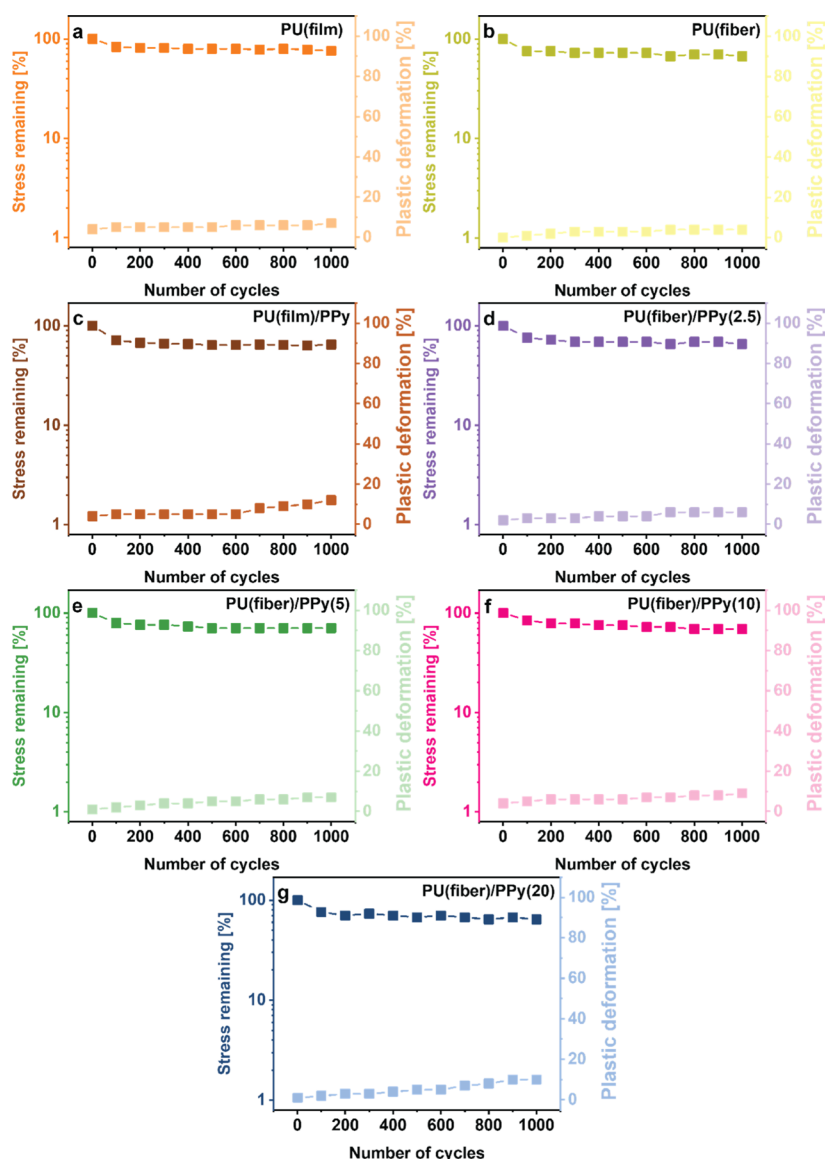 a
PU(film)
Stress remaining [%]
100
10
1
Plastic deformation [%]
100
80
60
40
20
0
0 200 400 600 800 1000
Number of cycles
b
PU(fiber)
Stress remaining [%]
100
10
1
Plastic deformation [%]
100
80
60
40
20
0
0 200 400 600 800 1000
Number of cycles
c
PU(film)/PPy
Stress remaining [%]
100
10
1
Plastic deformation [%]
100
80
60
40
20
0
0 200 400 600 800 1000
Number of cycles
d
PU(fiber)/PPy(2.5)
Stress remaining [%]
100
10
1
Plastic deformation [%]
100
80
60
40
20
0
0 200 400 600 800 1000
Number of cycles
e
PU(fiber)/PPy(5)
Stress remaining [%]
100
10
1
Plastic deformation [%]
100
80
60
40
20
0
0 200 400 600 800 1000
Number of cycles
f
PU(fiber)/PPy(10)
Stress remaining [%]
100
10
1
Plastic deformation [%]
100
80
60
40
20
0
0 200 400 600 800 1000
Number of cycles
g
PU(fiber)/PPy(20)
Stress remaining [%]
100
10
1
Plastic deformation [%]
100
80
60
40
20
0
0 200 400 600 800 1000
Number of cycles